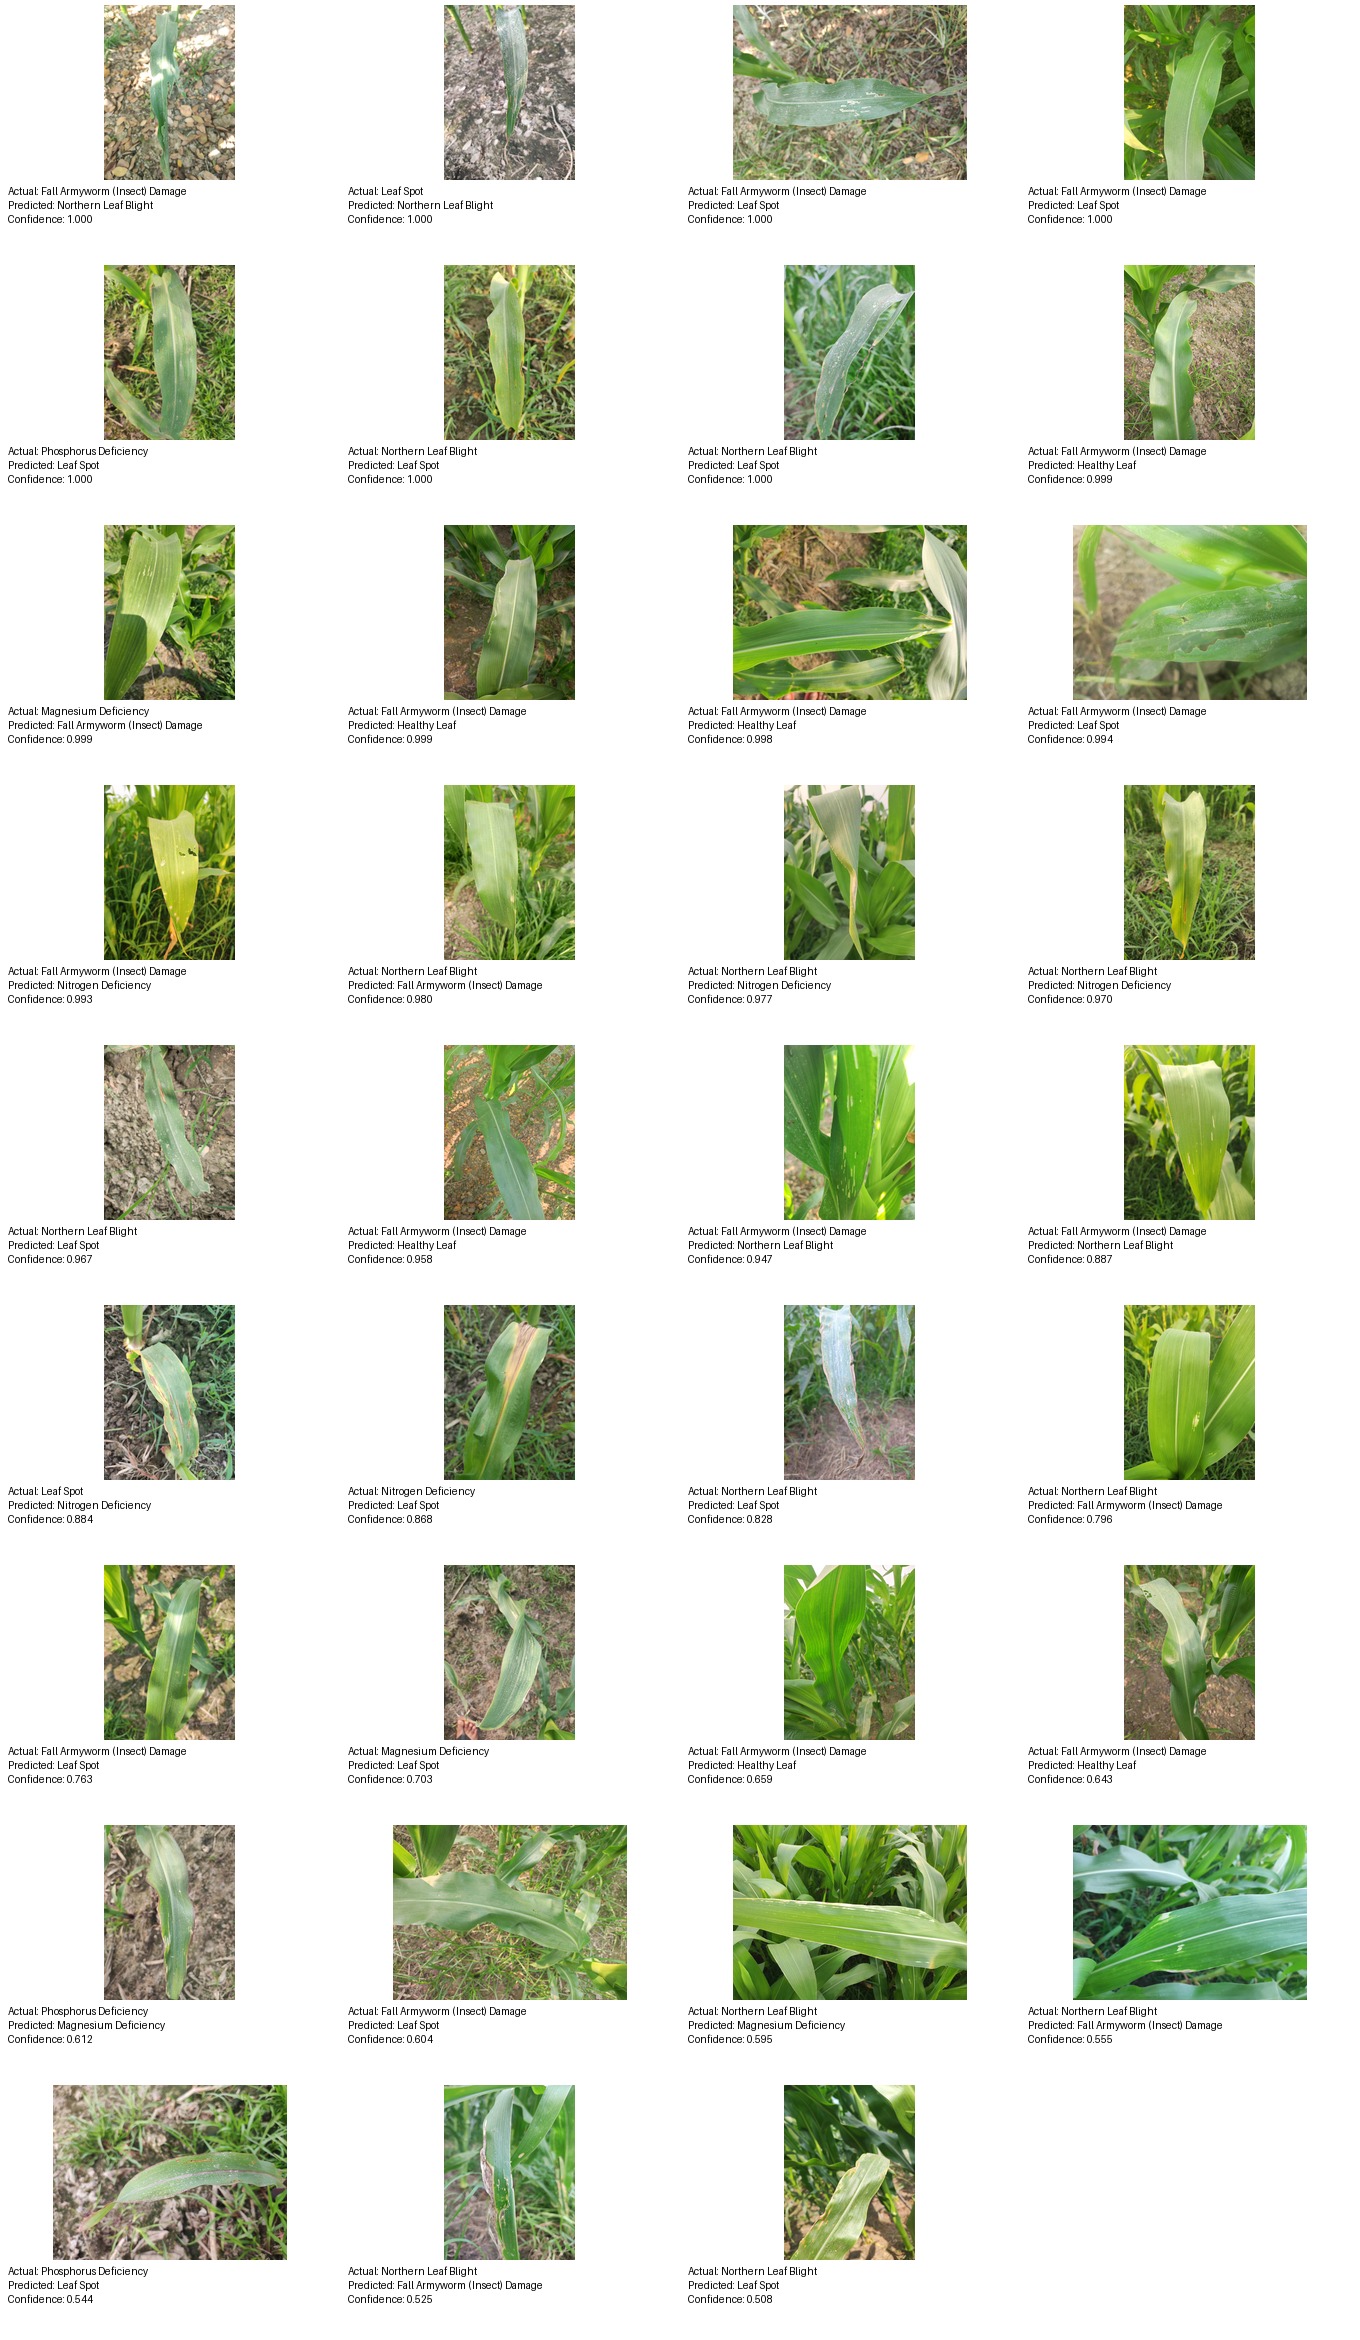 Actual: Fall Armyworm (Insect) Damage
Predicted: Northern Leaf Blight
Confidence: 1.000
Actual: Leaf Spot
Predicted: Northern Leaf Blight
Confidence: 1.000
Actual: Fall Armyworm (Insect) Damage
Predicted: Leaf Spot
Confidence: 1.000
Actual: Fall Armyworm (Insect) Damage
Predicted: Leaf Spot
Confidence: 1.000
Actual: Phosphorus Deficiency
Predicted: Leaf Spot
Confidence: 1.000
Actual: Northern Leaf Blight
Predicted: Leaf Spot
Confidence: 1.000
Actual: Northern Leaf Blight
Predicted: Leaf Spot
Confidence: 1.000
Actual: Fall Armyworm (Insect) Damage
Predicted: Healthy Leaf
Confidence: 0.999
Actual: Magnesium Deficiency
Predicted: Fall Armyworm (Insect) Damage
Confidence: 0.999
Actual: Fall Armyworm (Insect) Damage
Predicted: Healthy Leaf
Confidence: 0.999
Actual: Fall Armyworm (Insect) Damage
Predicted: Healthy Leaf
Confidence: 0.998
Actual: Fall Armyworm (Insect) Damage
Predicted: Leaf Spot
Confidence: 0.994
Actual: Fall Armyworm (Insect) Damage
Predicted: Nitrogen Deficiency
Confidence: 0.993
Actual: Northern Leaf Blight
Predicted: Fall Armyworm (Insect) Damage
Confidence: 0.980
Actual: Northern Leaf Blight
Predicted: Nitrogen Deficiency
Confidence: 0.977
Actual: Northern Leaf Blight
Predicted: Nitrogen Deficiency
Confidence: 0.970
Actual: Northern Leaf Blight
Predicted: Leaf Spot
Confidence: 0.967
Actual: Fall Armyworm (Insect) Damage
Predicted: Healthy Leaf
Confidence: 0.958
Actual: Fall Armyworm (Insect) Damage
Predicted: Northern Leaf Blight
Confidence: 0.947
Actual: Fall Armyworm (Insect) Damage
Predicted: Northern Leaf Blight
Confidence: 0.887
Actual: Leaf Spot
Predicted: Nitrogen Deficiency
Confidence: 0.884
Actual: Nitrogen Deficiency
Predicted: Leaf Spot
Confidence: 0.868
Actual: Northern Leaf Blight
Predicted: Leaf Spot
Confidence: 0.828
Actual: Northern Leaf Blight
Predicted: Fall Armyworm (Insect) Damage
Confidence: 0.796
Actual: Fall Armyworm (Insect) Damage
Predicted: Leaf Spot
Confidence: 0.763
Actual: Magnesium Deficiency
Predicted: Leaf Spot
Confidence: 0.703
Actual: Fall Armyworm (Insect) Damage
Predicted: Healthy Leaf
Confidence: 0.659
Actual: Fall Armyworm (Insect) Damage
Predicted: Healthy Leaf
Confidence: 0.643
Actual: Phosphorus Deficiency
Predicted: Magnesium Deficiency
Confidence: 0.612
Actual: Fall Armyworm (Insect) Damage
Predicted: Leaf Spot
Confidence: 0.604
Actual: Northern Leaf Blight
Predicted: Magnesium Deficiency
Confidence: 0.595
Actual: Northern Leaf Blight
Predicted: Fall Armyworm (Insect) Damage
Confidence: 0.555
Actual: Phosphorus Deficiency
Predicted: Leaf Spot
Confidence: 0.544
Actual: Northern Leaf Blight
Predicted: Fall Armyworm (Insect) Damage
Confidence: 0.525
Actual: Northern Leaf Blight
Predicted: Leaf Spot
Confidence: 0.508